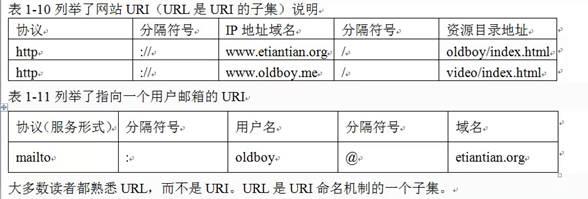 表 1-10 列举了网站 URI（URL 是 URI 的子集）说明
协议 分隔符号 IP 地址域名 分隔符号 资源目录地址
http :// www.etiantian.org / oldboy/index.html
http :// www.oldboy.me / video/index.html
表 1-11 列举了指向一个用户邮箱的 URI
协议（服务形式） 分隔符号 用户名 分隔符号 域名
mailto : oldboy @ etiantian.org
大多数读者都熟悉 URL，而不是 URI。URL 是 URI 命名机制的一个子集。